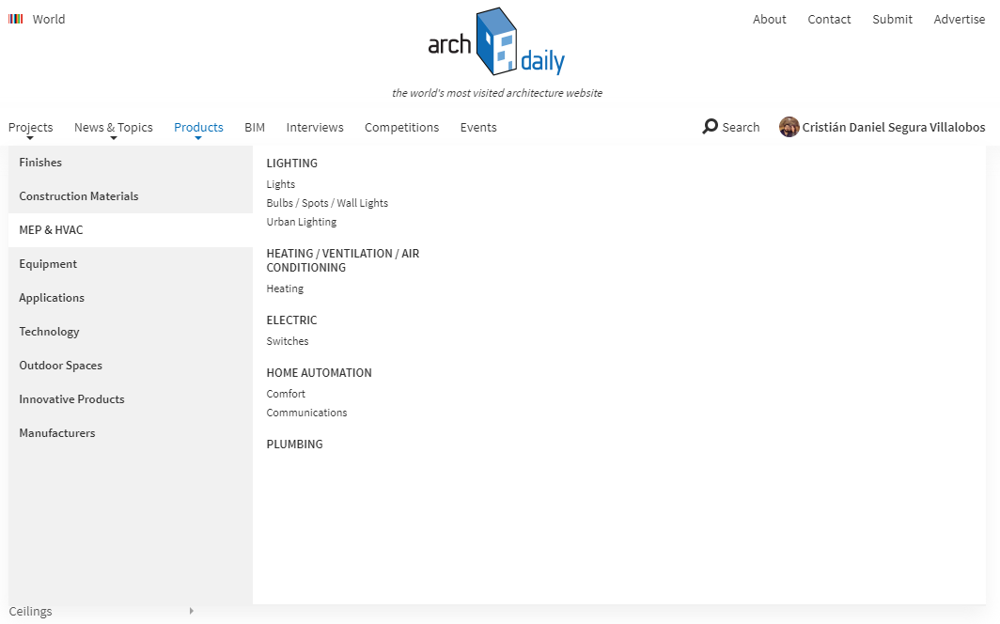 World
About Contact Submit Advertise
arch daily
the world's most visited architecture website
Projects News & Topics Products BIM Interviews Competitions Events Search Cristián Daniel Segura Villalobos
Finishes
Construction Materials
MEP & HVAC
Equipment
Applications
Technology
Outdoor Spaces
Innovative Products
Manufacturers
LIGHTING
Lights
Bulbs / Spots / Wall Lights
Urban Lighting
HEATING / VENTILATION / AIR
CONDITIONING
Heating
ELECTRIC
Switches
HOME AUTOMATION
Comfort
Communications
PLUMBING
Ceilings